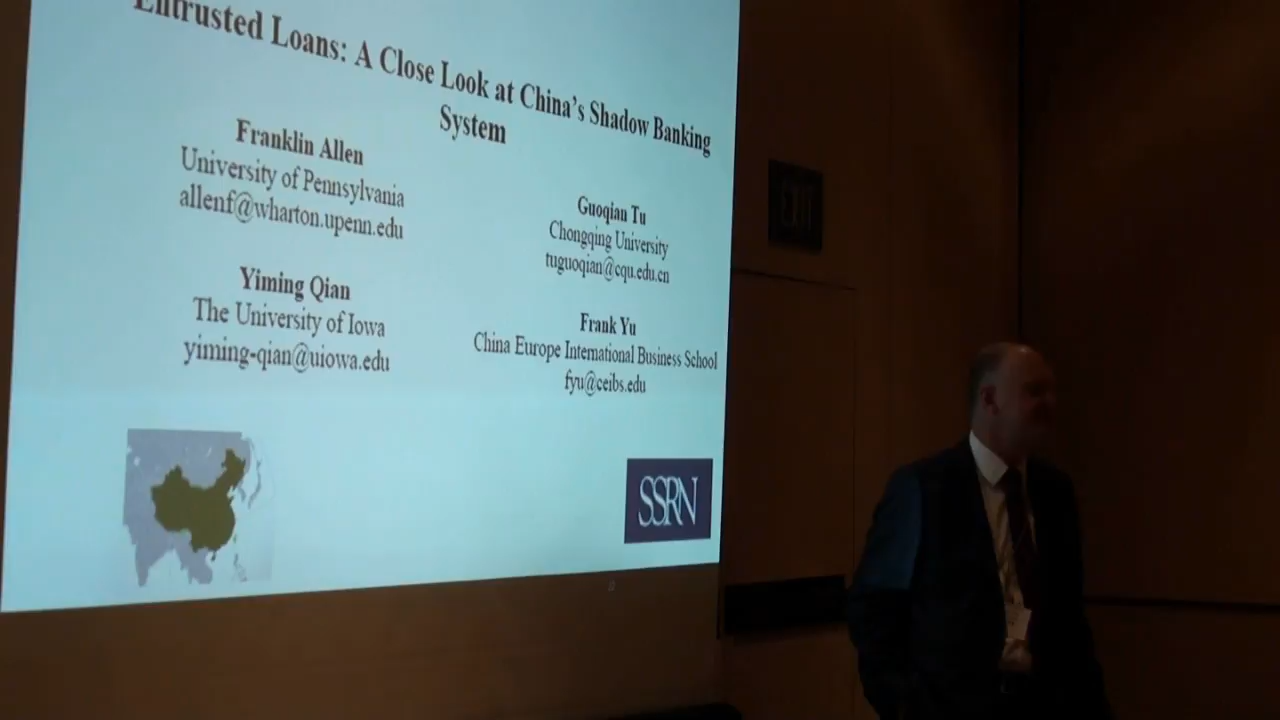 Entrusted Loans: A Close Look at China's Shadow Banking
System
Franklin Allen
University of Pennsylvania
allenf@wharton.upenn.edu
Yiming Qian
The University of Iowa
yiming-qian@uiowa.edu
Guoqian Tu
Chongqing University
tuguoqian@cqu.edu.cn
Frank Yu
China Europe International Business School
fyu@ceibs.edu
SSRN
EXIT